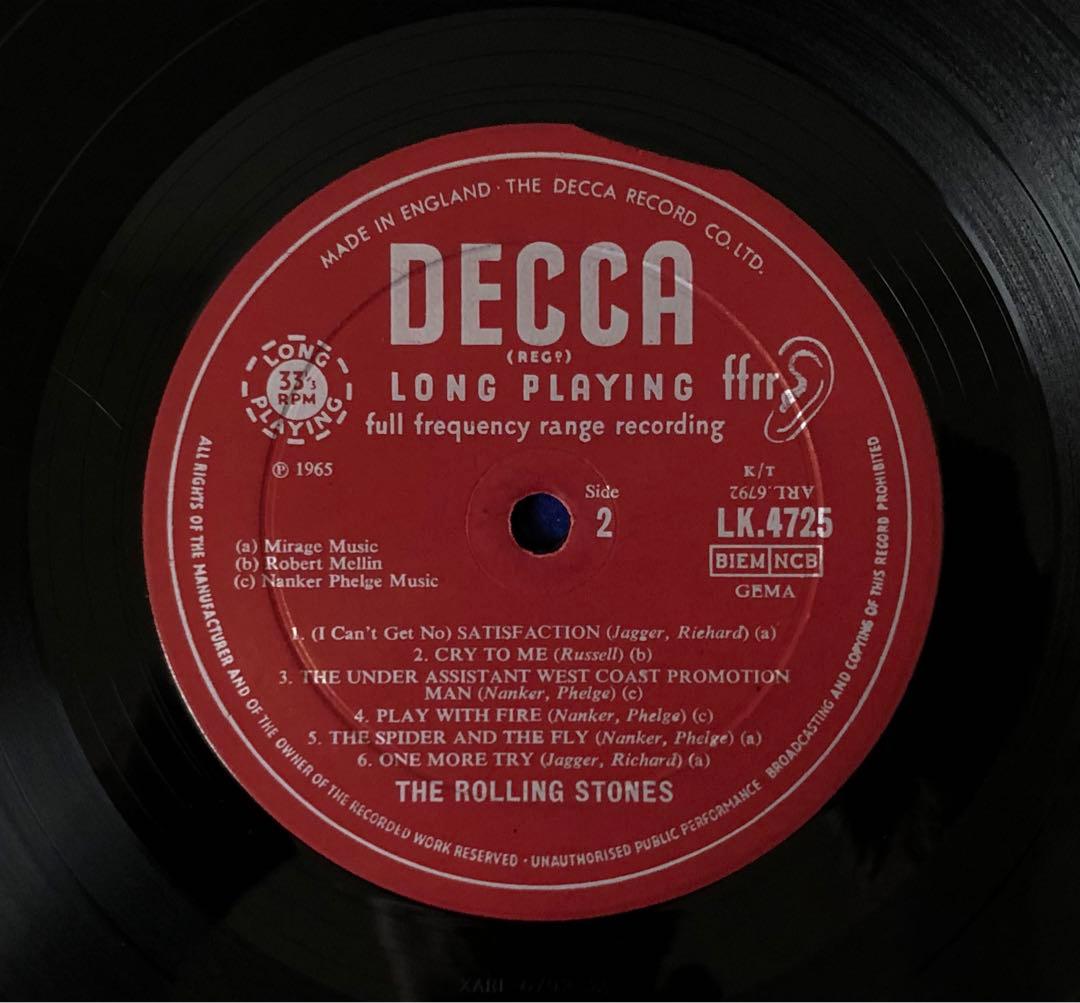 MADE IN ENGLAND · THE DECCA RECORD CO. LTD.
DECCA
(REGD)
LONG PLAYING ffrr
full frequency range recording
LONG
33⅓
RPM
PLAYING
℗ 1965
Side
2
K/T
ARL.6792
LK.4725
BIEM NCB
GEMA
(a) Mirage Music
(b) Robert Mellin
(c) Nanker Phelge Music
1. (I Can't Get No) SATISFACTION (Jagger, Richard) (a)
2. CRY TO ME (Russell) (b)
3. THE UNDER ASSISTANT WEST COAST PROMOTION
MAN (Nanker, Phelge) (c)
4. PLAY WITH FIRE (Nanker, Phelge) (c)
5. THE SPIDER AND THE FLY (Nanker, Phelge) (a)
6. ONE MORE TRY (Jagger, Richard) (a)
THE ROLLING STONES
ALL RIGHTS OF THE MANUFACTURER AND OF THE OWNER OF THE RECORDED WORK RESERVED · UNAUTHORISED PUBLIC PERFORMANCE BROADCASTING AND COPYING OF THIS RECORD PROHIBITED